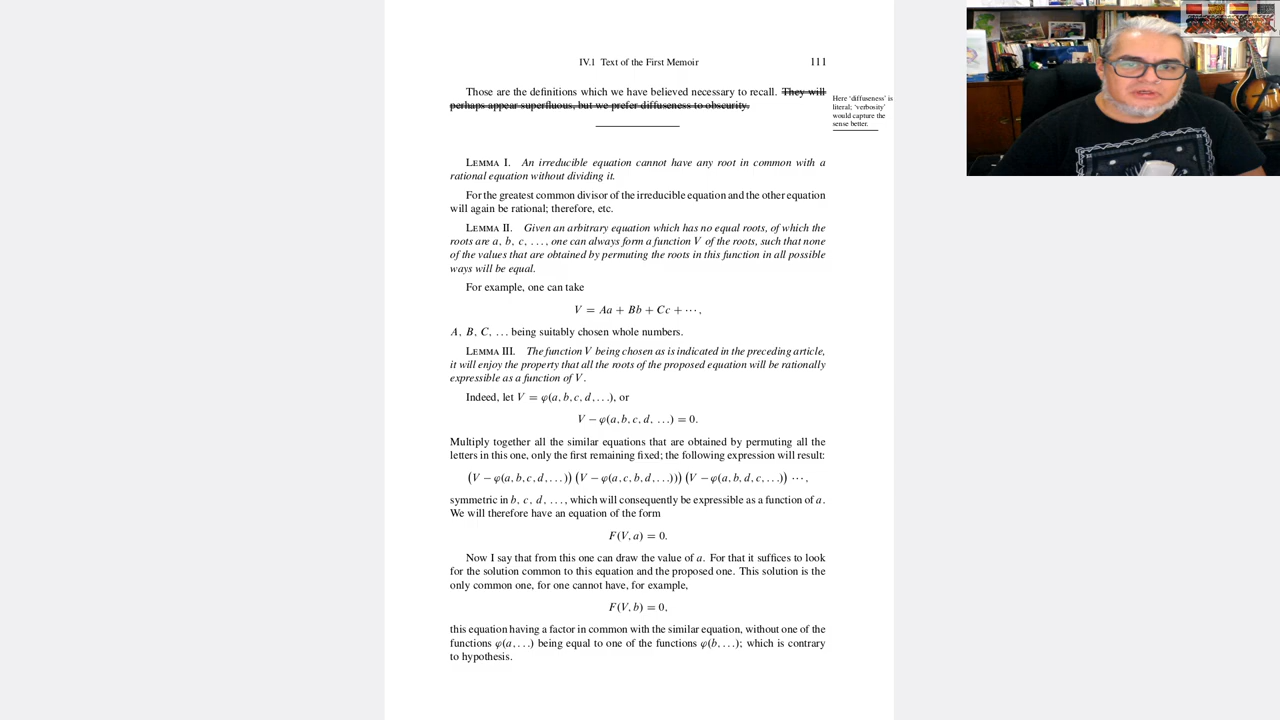 IV.1 Text of the First Memoir 111
Those are the definitions which we have believed necessary to recall. They will
perhaps appear superfluous, but we prefer diffuseness to obscurity.
Here ‘diffuseness’ is
literal; ‘verbosity’
would capture the
sense better.
LEMMA I. An irreducible equation cannot have any root in common with a
rational equation without dividing it.
For the greatest common divisor of the irreducible equation and the other equation
will again be rational; therefore, etc.
LEMMA II. Given an arbitrary equation which has no equal roots, of which the
roots are a, b, c, ..., one can always form a function V of the roots, such that none
of the values that are obtained by permuting the roots in this function in all possible
ways will be equal.
For example, one can take
V = Aa + Bb + Cc + ··· ,
A, B, C, ... being suitably chosen whole numbers.
LEMMA III. The function V being chosen as is indicated in the preceding article,
it will enjoy the property that all the roots of the proposed equation will be rationally
expressible as a function of V.
Indeed, let V = φ(a, b, c, d, ...), or
V − φ(a, b, c, d, ...) = 0.
Multiply together all the similar equations that are obtained by permuting all the
letters in this one, only the first remaining fixed; the following expression will result:
(V − φ(a, b, c, d, ...)) (V − φ(a, c, b, d, ...))) (V − φ(a, b, d, c, ...)) ··· ,
symmetric in b, c, d, ..., which will consequently be expressible as a function of a.
We will therefore have an equation of the form
F(V, a) = 0.
Now I say that from this one can draw the value of a. For that it suffices to look
for the solution common to this equation and the proposed one. This solution is the
only common one, for one cannot have, for example,
F(V, b) = 0,
this equation having a factor in common with the similar equation, without one of the
functions φ(a, ...) being equal to one of the functions φ(b, ...); which is contrary
to hypothesis.